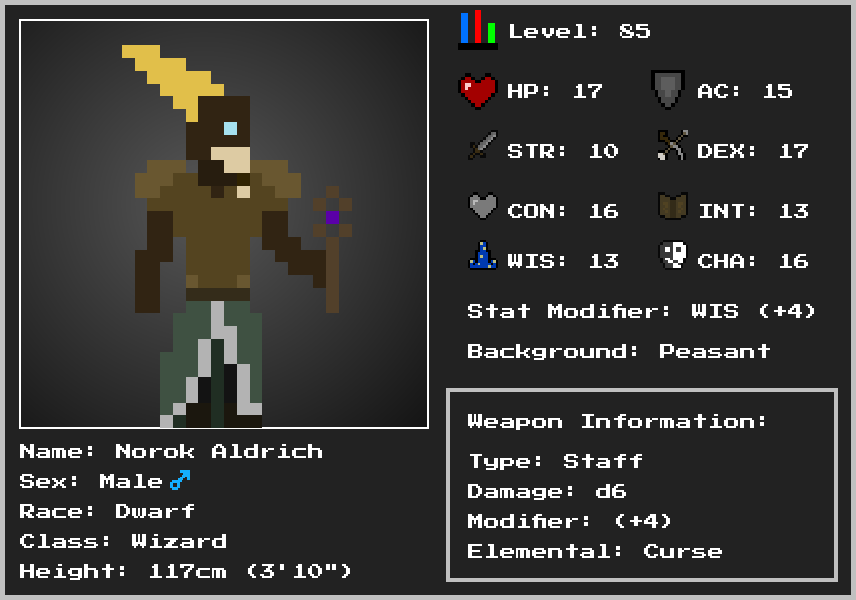 Level: 85
HP: 17
AC: 15
STR: 10
DEX: 17
CON: 16
INT: 13
WIS: 13
CHA: 16
Stat Modifier: WIS (+4)
Background: Peasant
Weapon Information:
Type: Staff
Damage: d6
Modifier: (+4)
Elemental: Curse
Name: Norok Aldrich
Sex: Male ♂
Race: Dwarf
Class: Wizard
Height: 117cm (3'10")